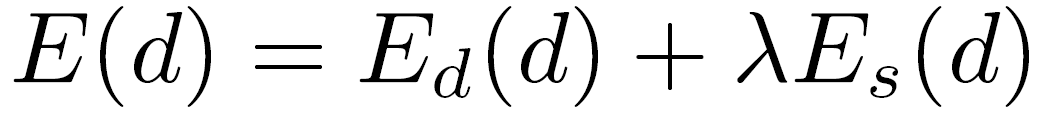 E(d) = E_d(d) + λE_s(d)